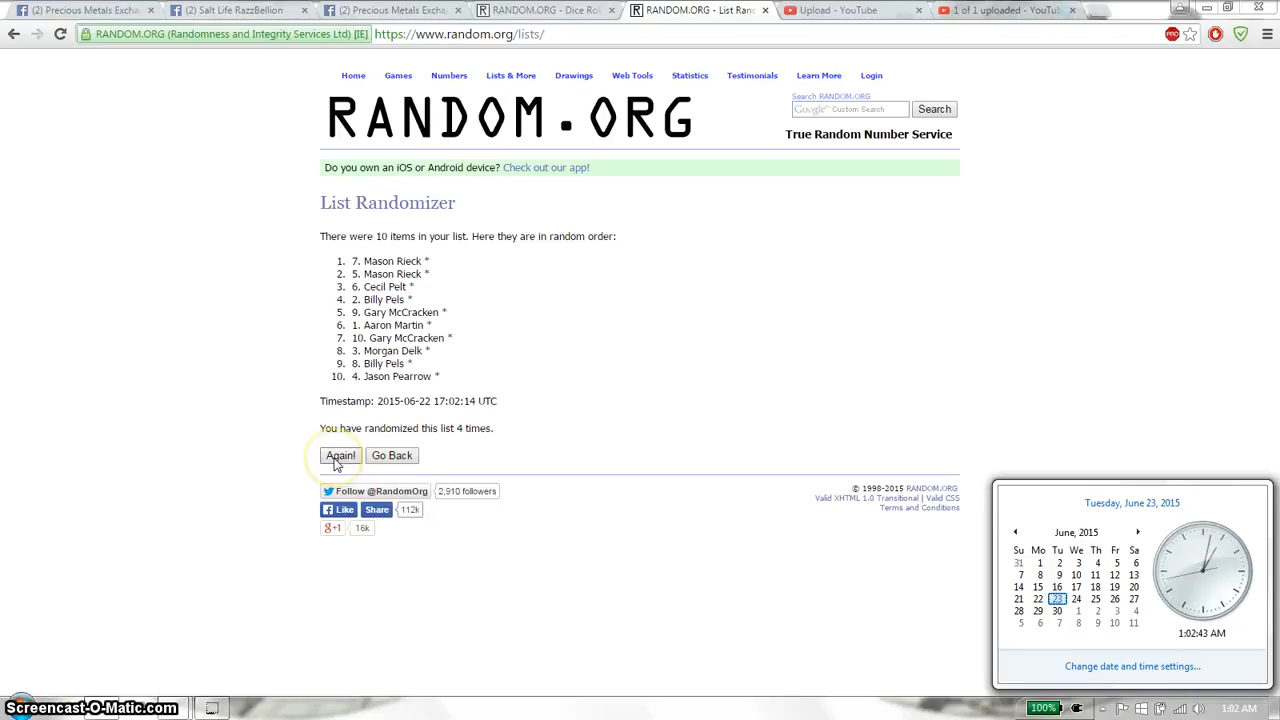 (2) Precious Metals Exch
(2) Salt Life RazzBellion
(2) Precious Metals Exch
RANDOM.ORG - Dice Rol
RANDOM.ORG - List Ran
Upload - YouTube
1 of 1 uploaded - YouTu
RANDOM.ORG (Randomness and Integrity Services Ltd) [IE] https://www.random.org/lists/
PRO
Home Games Numbers Lists & More Drawings Web Tools Statistics Testimonials Learn More Login
RANDOM.ORG
Search RANDOM.ORG
Google™ Custom Search Search
True Random Number Service
Do you own an iOS or Android device? Check out our app!
List Randomizer
There were 10 items in your list. Here they are in random order:
1. 7. Mason Rieck *
2. 5. Mason Rieck *
3. 6. Cecil Pelt *
4. 2. Billy Pels *
5. 9. Gary McCracken *
6. 1. Aaron Martin *
7. 10. Gary McCracken *
8. 3. Morgan Delk *
9. 8. Billy Pels *
10. 4. Jason Pearrow *
Timestamp: 2015-06-22 17:02:14 UTC
You have randomized this list 4 times.
Again! Go Back
Follow @RandomOrg 2,910 followers
Like Share 112k
g+1 16k
© 1998-2015 RANDOM.ORG
Valid XHTML 1.0 Transitional | Valid CSS
Terms and Conditions
Tuesday, June 23, 2015
June, 2015
Su Mo Tu We Th Fr Sa
31 1 2 3 4 5 6
7 8 9 10 11 12 13
14 15 16 17 18 19 20
21 22 23 24 25 26 27
28 29 30 1 2 3 4
5 6 7 8 9 10 11
1:02:43 AM
Change date and time settings...
Screencast-O-Matic.com
100%
1:02 AM